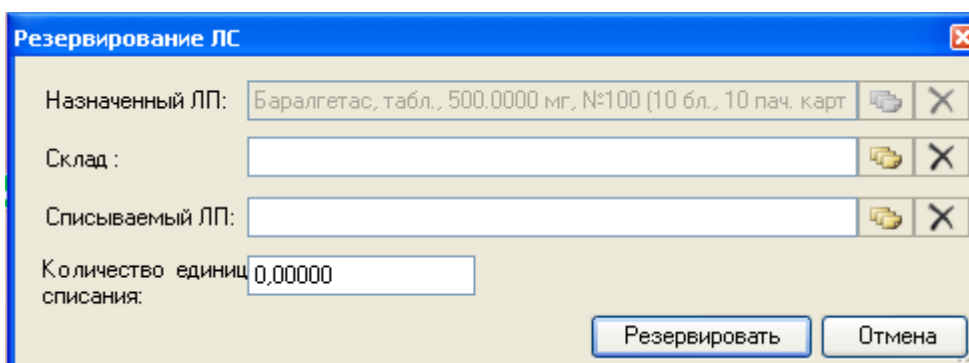 Резервирование ЛС
Назначенный ЛП: Баралгетас, табл., 500.0000 мг, №100 (10 бл., 10 пач. карт
Склад :
Списываемый ЛП:
Количество единиц 0,00000
списания:
Резервировать Отмена